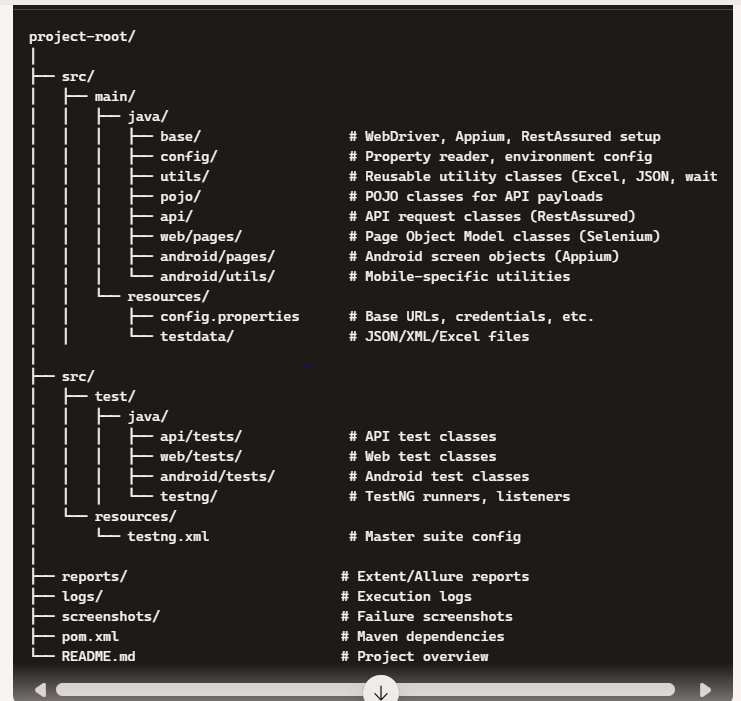 project-root/
│
├── src/
│   ├── main/
│   │   ├── java/
│   │   │   ├── base/                  # WebDriver, Appium, RestAssured setup
│   │   │   ├── config/                # Property reader, environment config
│   │   │   ├── utils/                 # Reusable utility classes (Excel, JSON, wait
│   │   │   ├── pojo/                  # POJO classes for API payloads
│   │   │   ├── api/                   # API request classes (RestAssured)
│   │   │   ├── web/pages/             # Page Object Model classes (Selenium)
│   │   │   ├── android/pages/         # Android screen objects (Appium)
│   │   │   └── android/utils/         # Mobile-specific utilities
│   │   └── resources/
│   │       ├── config.properties      # Base URLs, credentials, etc.
│   │       └── testdata/              # JSON/XML/Excel files
│
├── src/
│   ├── test/
│   │   ├── java/
│   │   │   ├── api/tests/             # API test classes
│   │   │   ├── web/tests/             # Web test classes
│   │   │   ├── android/tests/         # Android test classes
│   │   │   └── testng/                # TestNG runners, listeners
│   └── resources/
│       └── testng.xml                 # Master suite config
│
├── reports/                          # Extent/Allure reports
├── logs/                             # Execution logs
├── screenshots/                      # Failure screenshots
├── pom.xml                           # Maven dependencies
└── README.md                         # Project overview